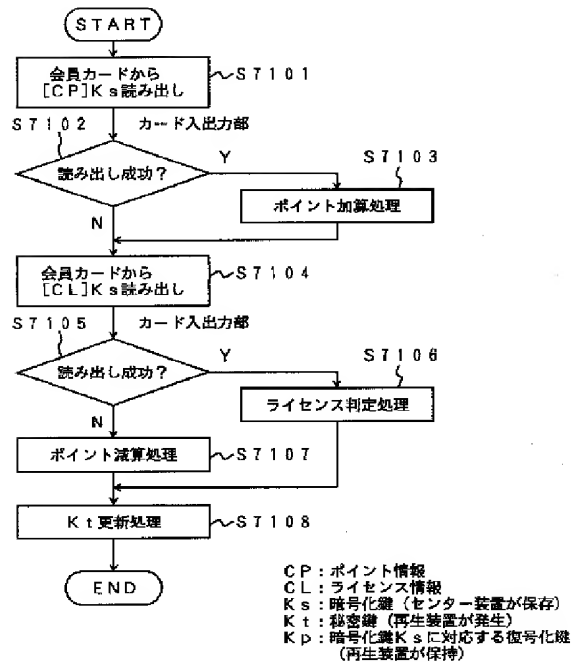 START
会員カードから
[CP]Ks読み出し
S7101
S7102
カード入出力部
読み出し成功?
Y
S7103
ポイント加算処理
N
会員カードから
[CL]Ks読み出し
S7104
S7105
カード入出力部
読み出し成功?
Y
S7106
ライセンス判定処理
N
ポイント減算処理
S7107
Kt更新処理
S7108
END
CP:ポイント情報
CL:ライセンス情報
Ks:暗号化鍵(センター装置が保存)
Kt:秘密鍵(再生装置が発生)
Kp:暗号化鍵Ksに対応する復号化鍵
(再生装置が保持)